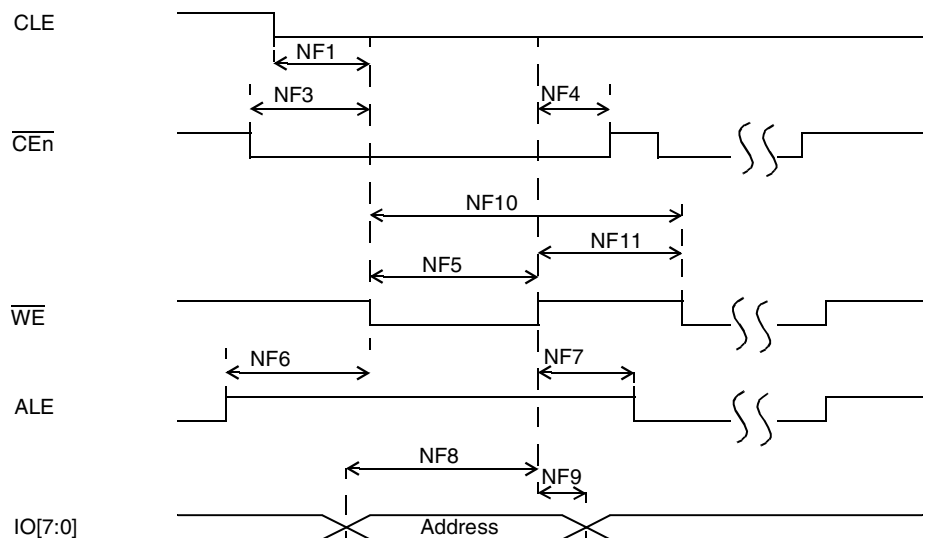 CLE
NF1
NF3
NF4
CEn
NF10
NF11
NF5
WE
NF6
NF7
ALE
NF8
NF9
IO[7:0]
Address